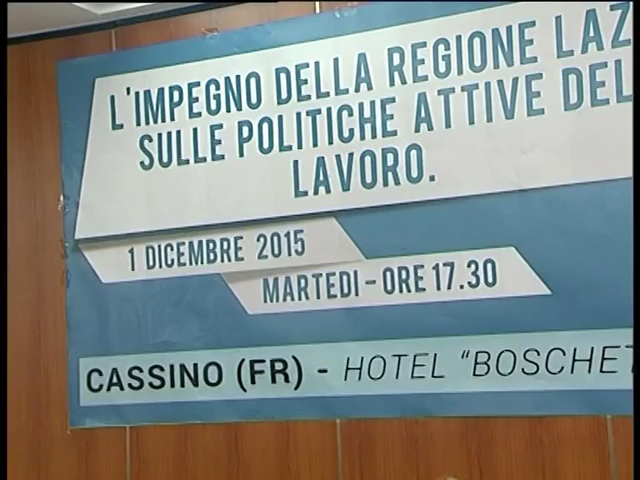 L'IMPEGNO DELLA REGIONE LAZ
SULLE POLITICHE ATTIVE DEL
LAVORO.
1 DICEMBRE 2015
MARTEDI - ORE 17.30
CASSINO (FR) - HOTEL "BOSCHET